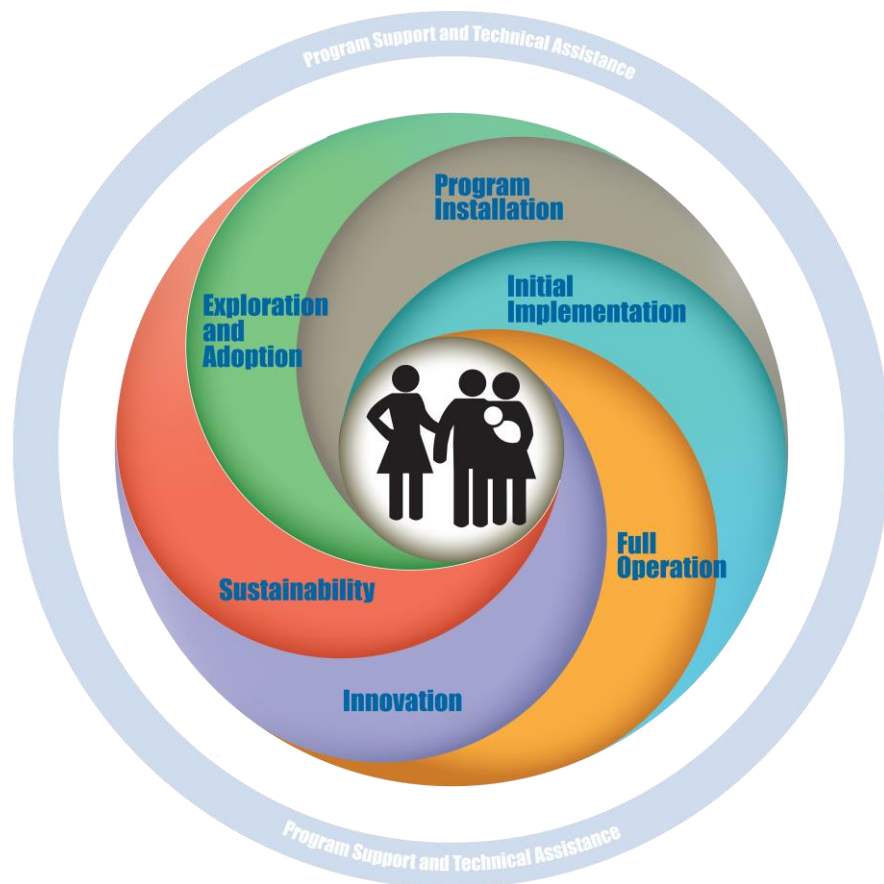 Program Support and Technical Assistance
Program
Installation
Initial
Implementation
Exploration
and
Adoption
Full
Operation
Sustainability
Innovation
Program Support and Technical Assistance